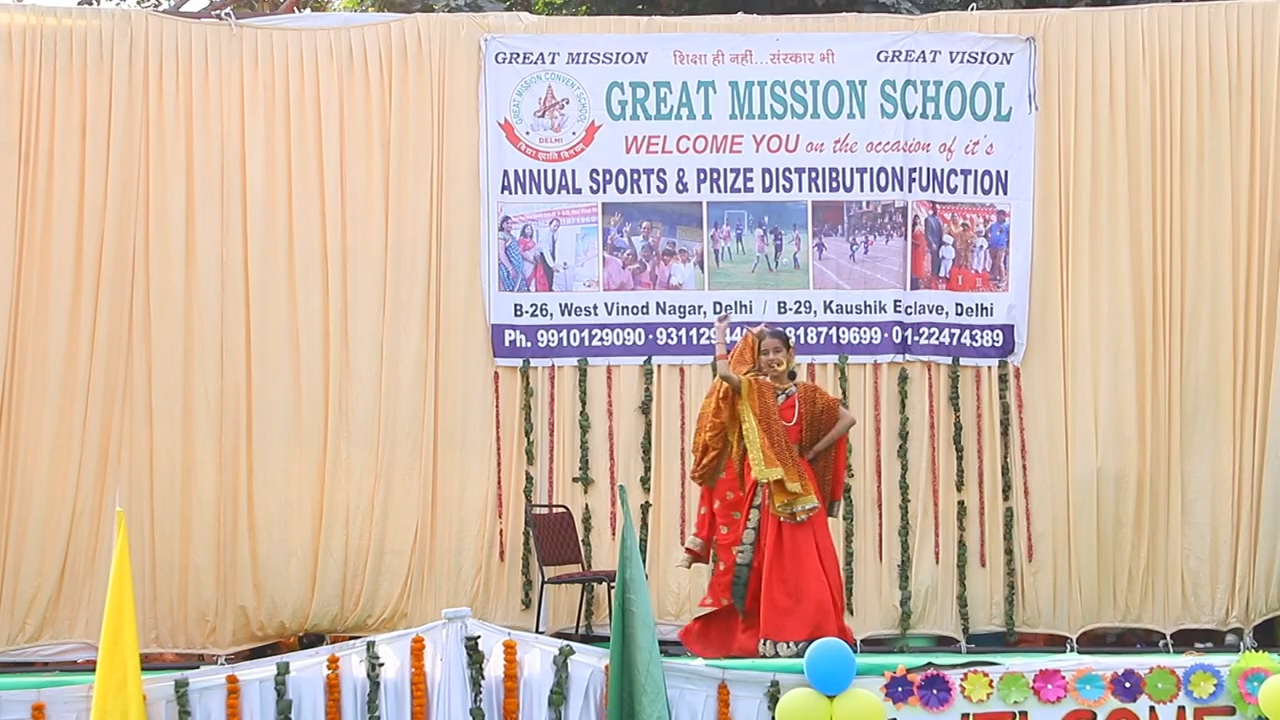 GREAT MISSION शिक्षा ही नहीं...संस्कार भी GREAT VISION
GREAT MISSION CONVENT SCHOOL
DELHI
GREAT MISSION SCHOOL
WELCOME YOU on the occasion of it's
ANNUAL SPORTS & PRIZE DISTRIBUTION FUNCTION
B-26, West Vinod Nagar, Delhi / B-29, Kaushik Enclave, Delhi
Ph. 9910129090 · 818719699 · 01-22474389